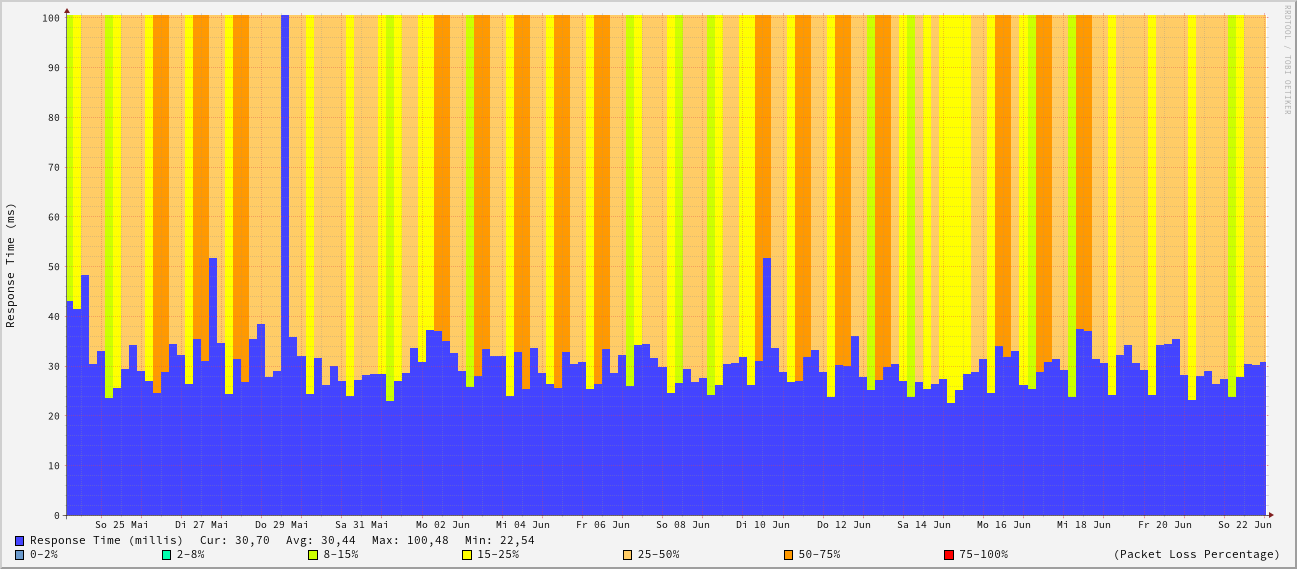 RRDTOOL / TOBI OETIKER
Response Time (ms)
100
90
80
70
60
50
40
30
20
10
0
So 25 Mai Di 27 Mai Do 29 Mai Sa 31 Mai Mo 02 Jun Mi 04 Jun Fr 06 Jun So 08 Jun Di 10 Jun Do 12 Jun Sa 14 Jun Mo 16 Jun Mi 18 Jun Fr 20 Jun So 22 Jun
Response Time (millis) Cur: 30,70 Avg: 30,44 Max: 100,48 Min: 22,54
0-2% 2-8% 8-15% 15-25% 25-50% 50-75% 75-100% (Packet Loss Percentage)